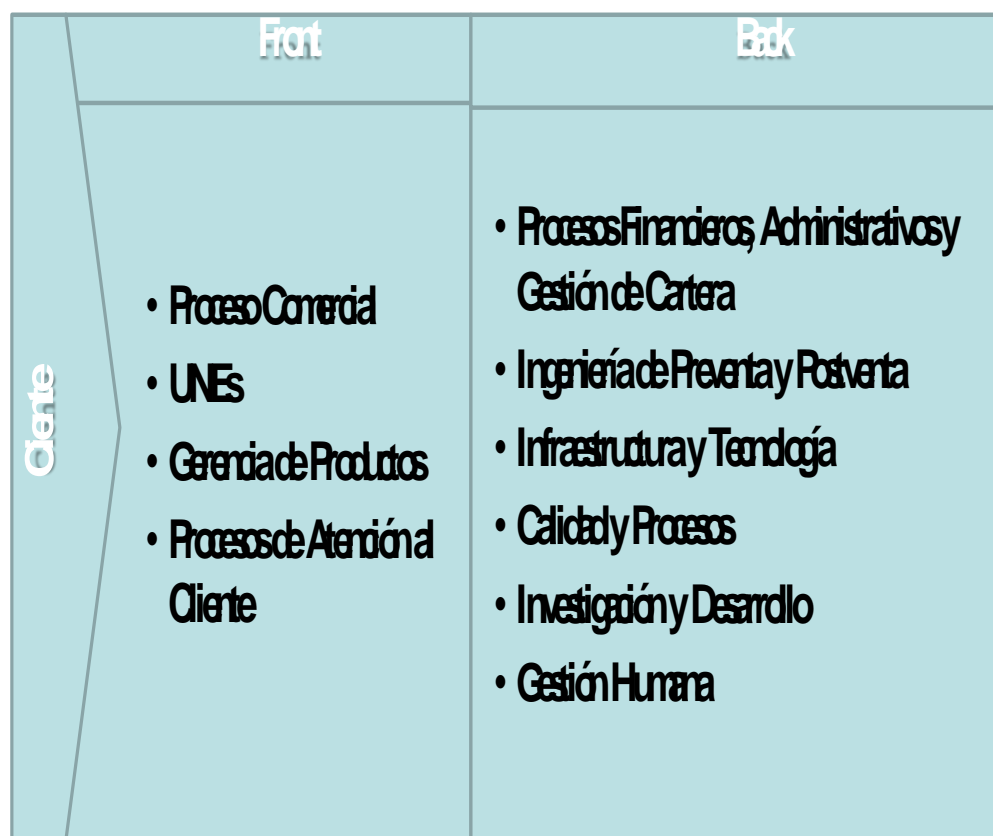 Front
Back
Cliente
• Proceso Comercial
• UNEs
• Gerencia de Productos
• Procesos de Atención al
Cliente
• Procesos Financieros, Administrativos y
Gestión de Cartera
• Ingeniería de Preventa y Postventa
• Infraestructura y Tecnología
• Calidad y Procesos
• Investigación y Desarrollo
• Gestión Humana